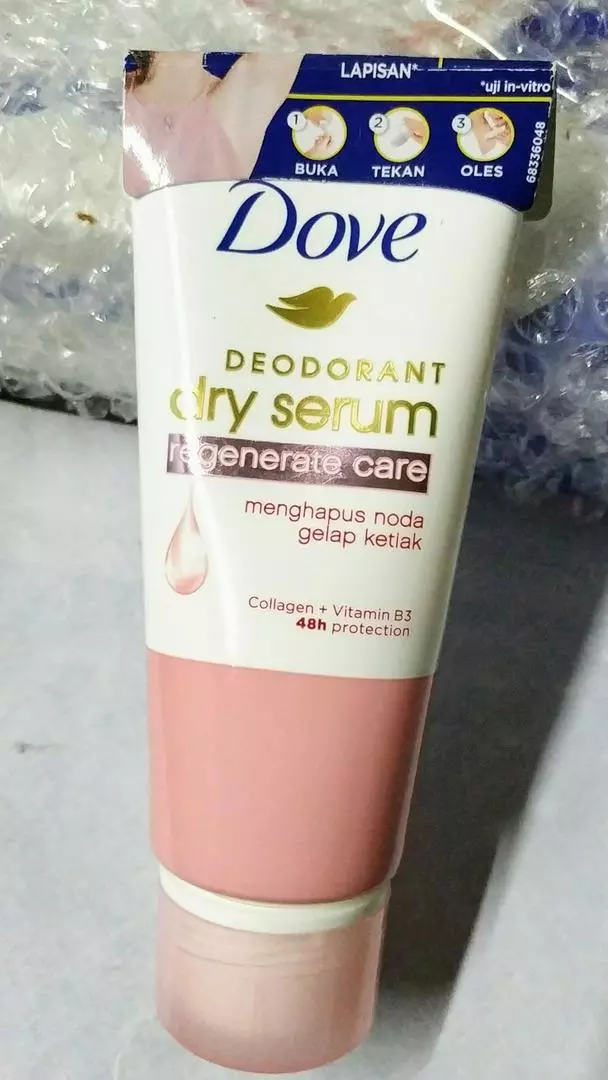 LAPISAN*
*uji in-vitro
1 2 3
BUKA TEKAN OLES
68336048
Dove
DEODORANT
dry serum
regenerate care
menghapus noda
gelap ketiak
Collagen + Vitamin B3
48h protection